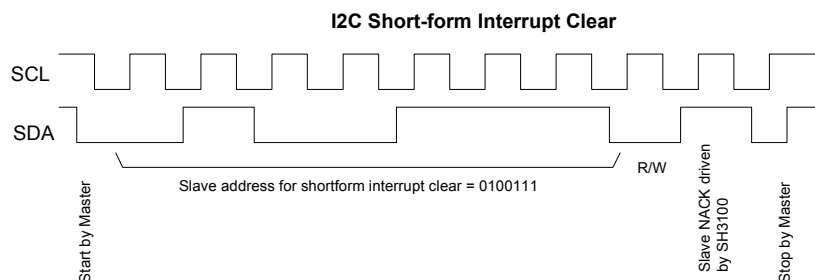 I2C Short-form Interrupt Clear
SCL
SDA
Slave address for shortform interrupt clear = 0100111
R/W
Start by Master
Slave NACK driven
by SH3100
Stop by Master